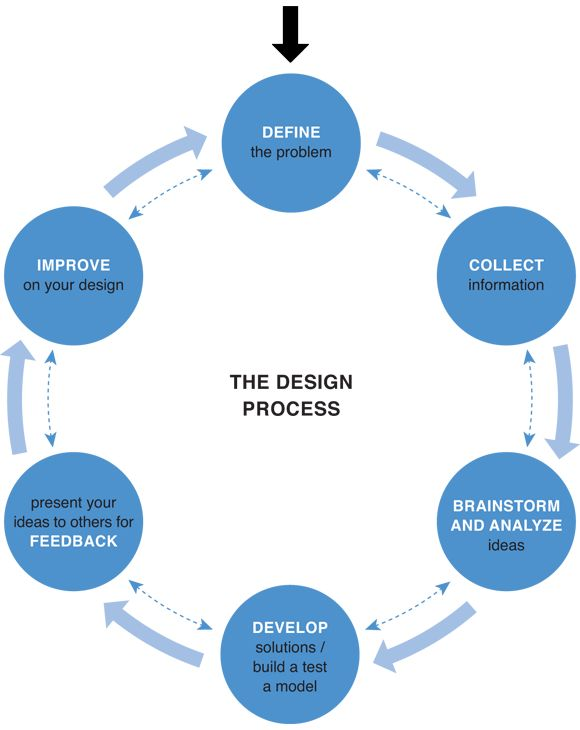 DEFINE
the problem
COLLECT
information
BRAINSTORM
AND ANALYZE
ideas
DEVELOP
solutions /
build a test
a model
present your
ideas to others for
FEEDBACK
IMPROVE
on your design
THE DESIGN
PROCESS